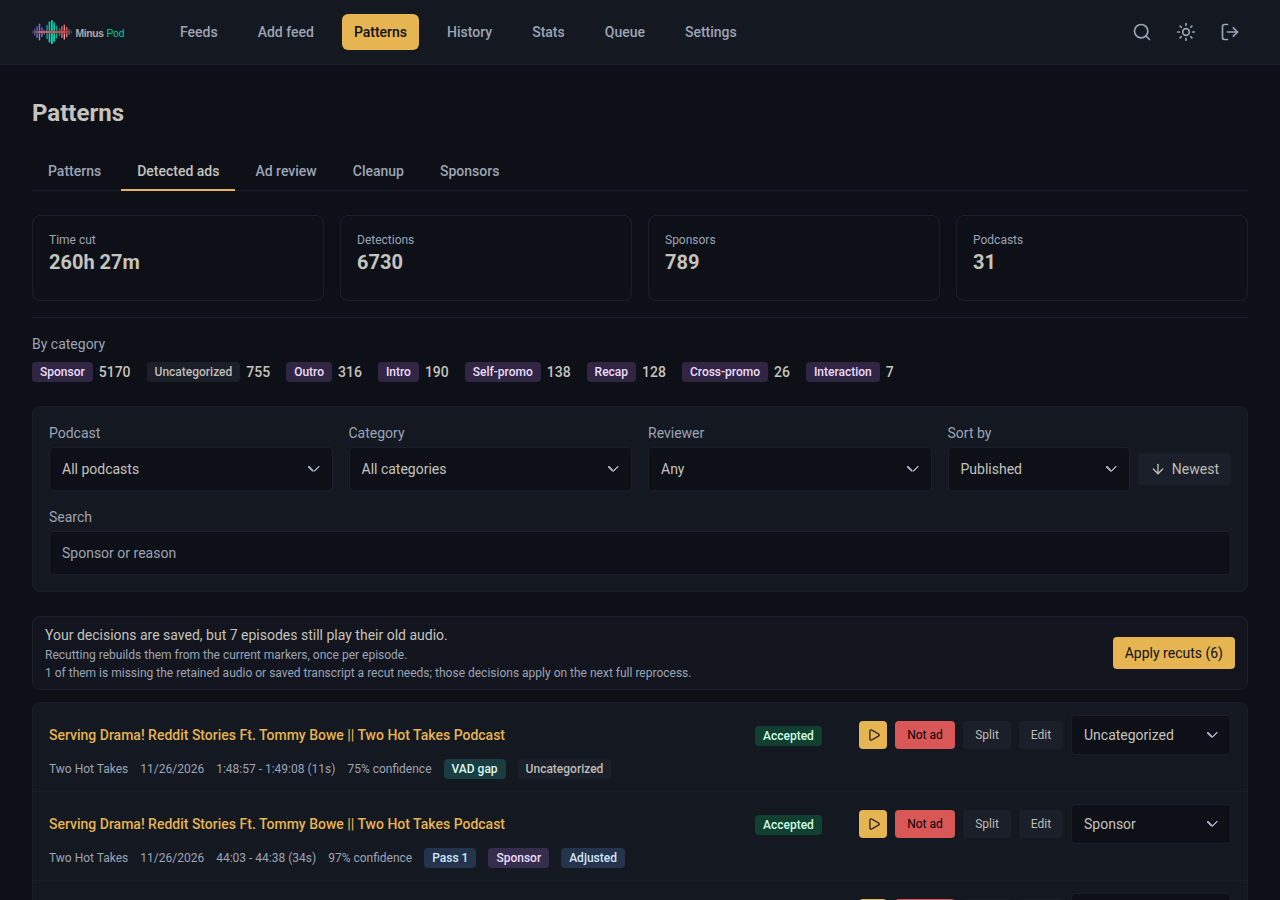 Minus Pod
Feeds
Add feed
Patterns
History
Stats
Queue
Settings
Patterns
Patterns
Detected ads
Ad review
Cleanup
Sponsors
Time cut
260h 27m
Detections
6730
Sponsors
789
Podcasts
31
By category
Sponsor 5170
Uncategorized 755
Outro 316
Intro 190
Self-promo 138
Recap 128
Cross-promo 26
Interaction 7
Podcast
All podcasts
Category
All categories
Reviewer
Any
Sort by
Published
Newest
Search
Sponsor or reason
Your decisions are saved, but 7 episodes still play their old audio.
Recutting rebuilds them from the current markers, once per episode.
1 of them is missing the retained audio or saved transcript a recut needs; those decisions apply on the next full reprocess.
Apply recuts (6)
Serving Drama! Reddit Stories Ft. Tommy Bowe || Two Hot Takes Podcast
Accepted
Not ad
Split
Edit
Uncategorized
Two Hot Takes 11/26/2026 1:48:57 - 1:49:08 (11s) 75% confidence VAD gap Uncategorized
Serving Drama! Reddit Stories Ft. Tommy Bowe || Two Hot Takes Podcast
Accepted
Not ad
Split
Edit
Sponsor
Two Hot Takes 11/26/2026 44:03 - 44:38 (34s) 97% confidence Pass 1 Sponsor Adjusted